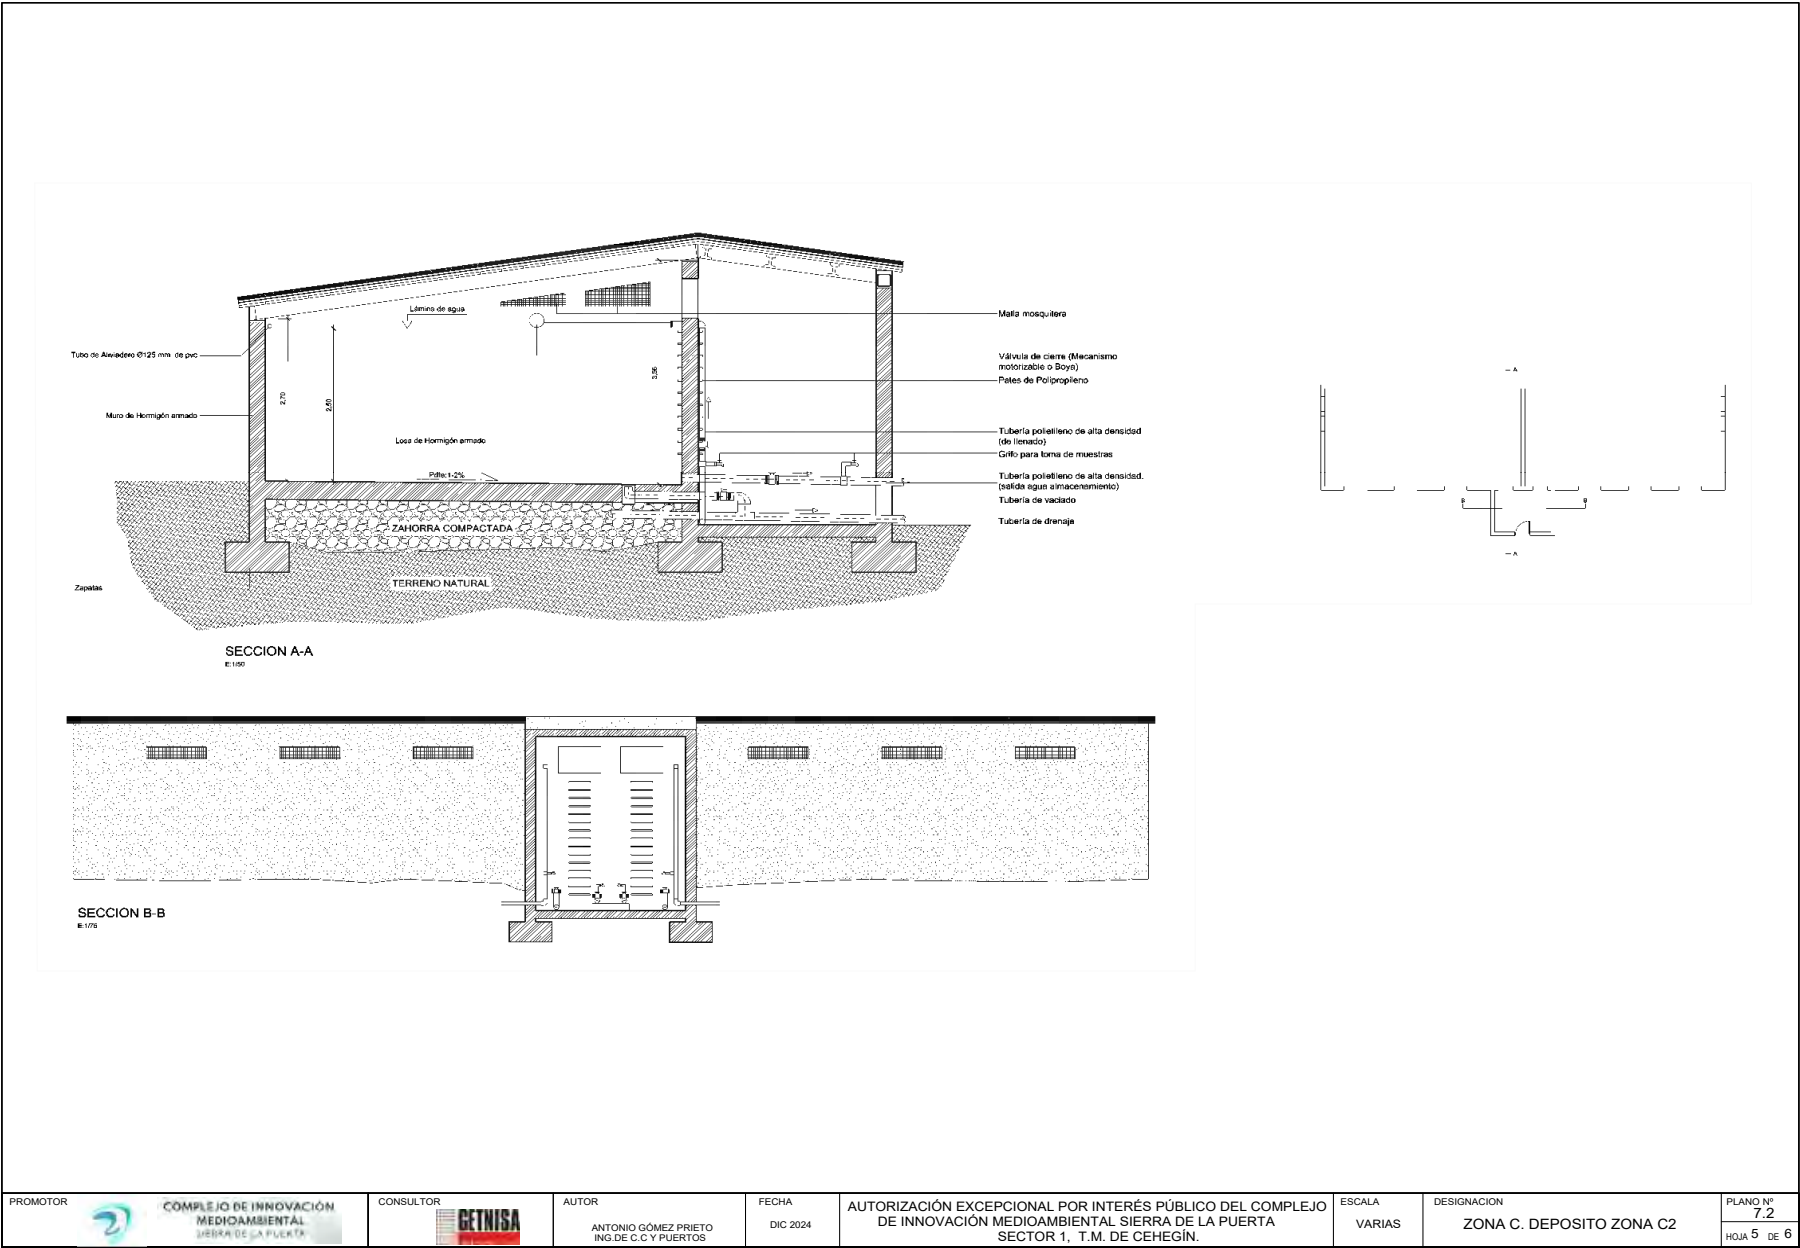 Lámina de agua
Malla mosquitera
Tubo de Aliviadero Ø125 mm. de pvc
Válvula de cierre (Mecanismo
motorizable o Boya)
Pates de Polipropileno
2,70
2,50
3,56
Muro de Hormigón armado
Losa de Hormigón armado
Tubería polietileno de alta densidad
(de llenado)
Grifo para toma de muestras
Pdte: 1-2%
Tubería polietileno de alta densidad.
(salida agua almacenamiento)
Tubería de vaciado
Tubería de drenaje
ZAHORRA COMPACTADA
TERRENO NATURAL
Zapatas
SECCION A-A
E:1/50
A
B
B
A
SECCION B-B
E:1/75
PROMOTOR
COMPLEJO DE INNOVACIÓN
MEDIOAMBIENTAL
SIERRA DE LA PUERTA
CONSULTOR
GETNISA
AUTOR
ANTONIO GÓMEZ PRIETO
ING.DE C.C Y PUERTOS
FECHA
DIC 2024
AUTORIZACIÓN EXCEPCIONAL POR INTERÉS PÚBLICO DEL COMPLEJO
DE INNOVACIÓN MEDIOAMBIENTAL SIERRA DE LA PUERTA
SECTOR 1, T.M. DE CEHEGÍN.
ESCALA
VARIAS
DESIGNACION
ZONA C. DEPOSITO ZONA C2
PLANO Nº
7.2
HOJA 5 DE 6